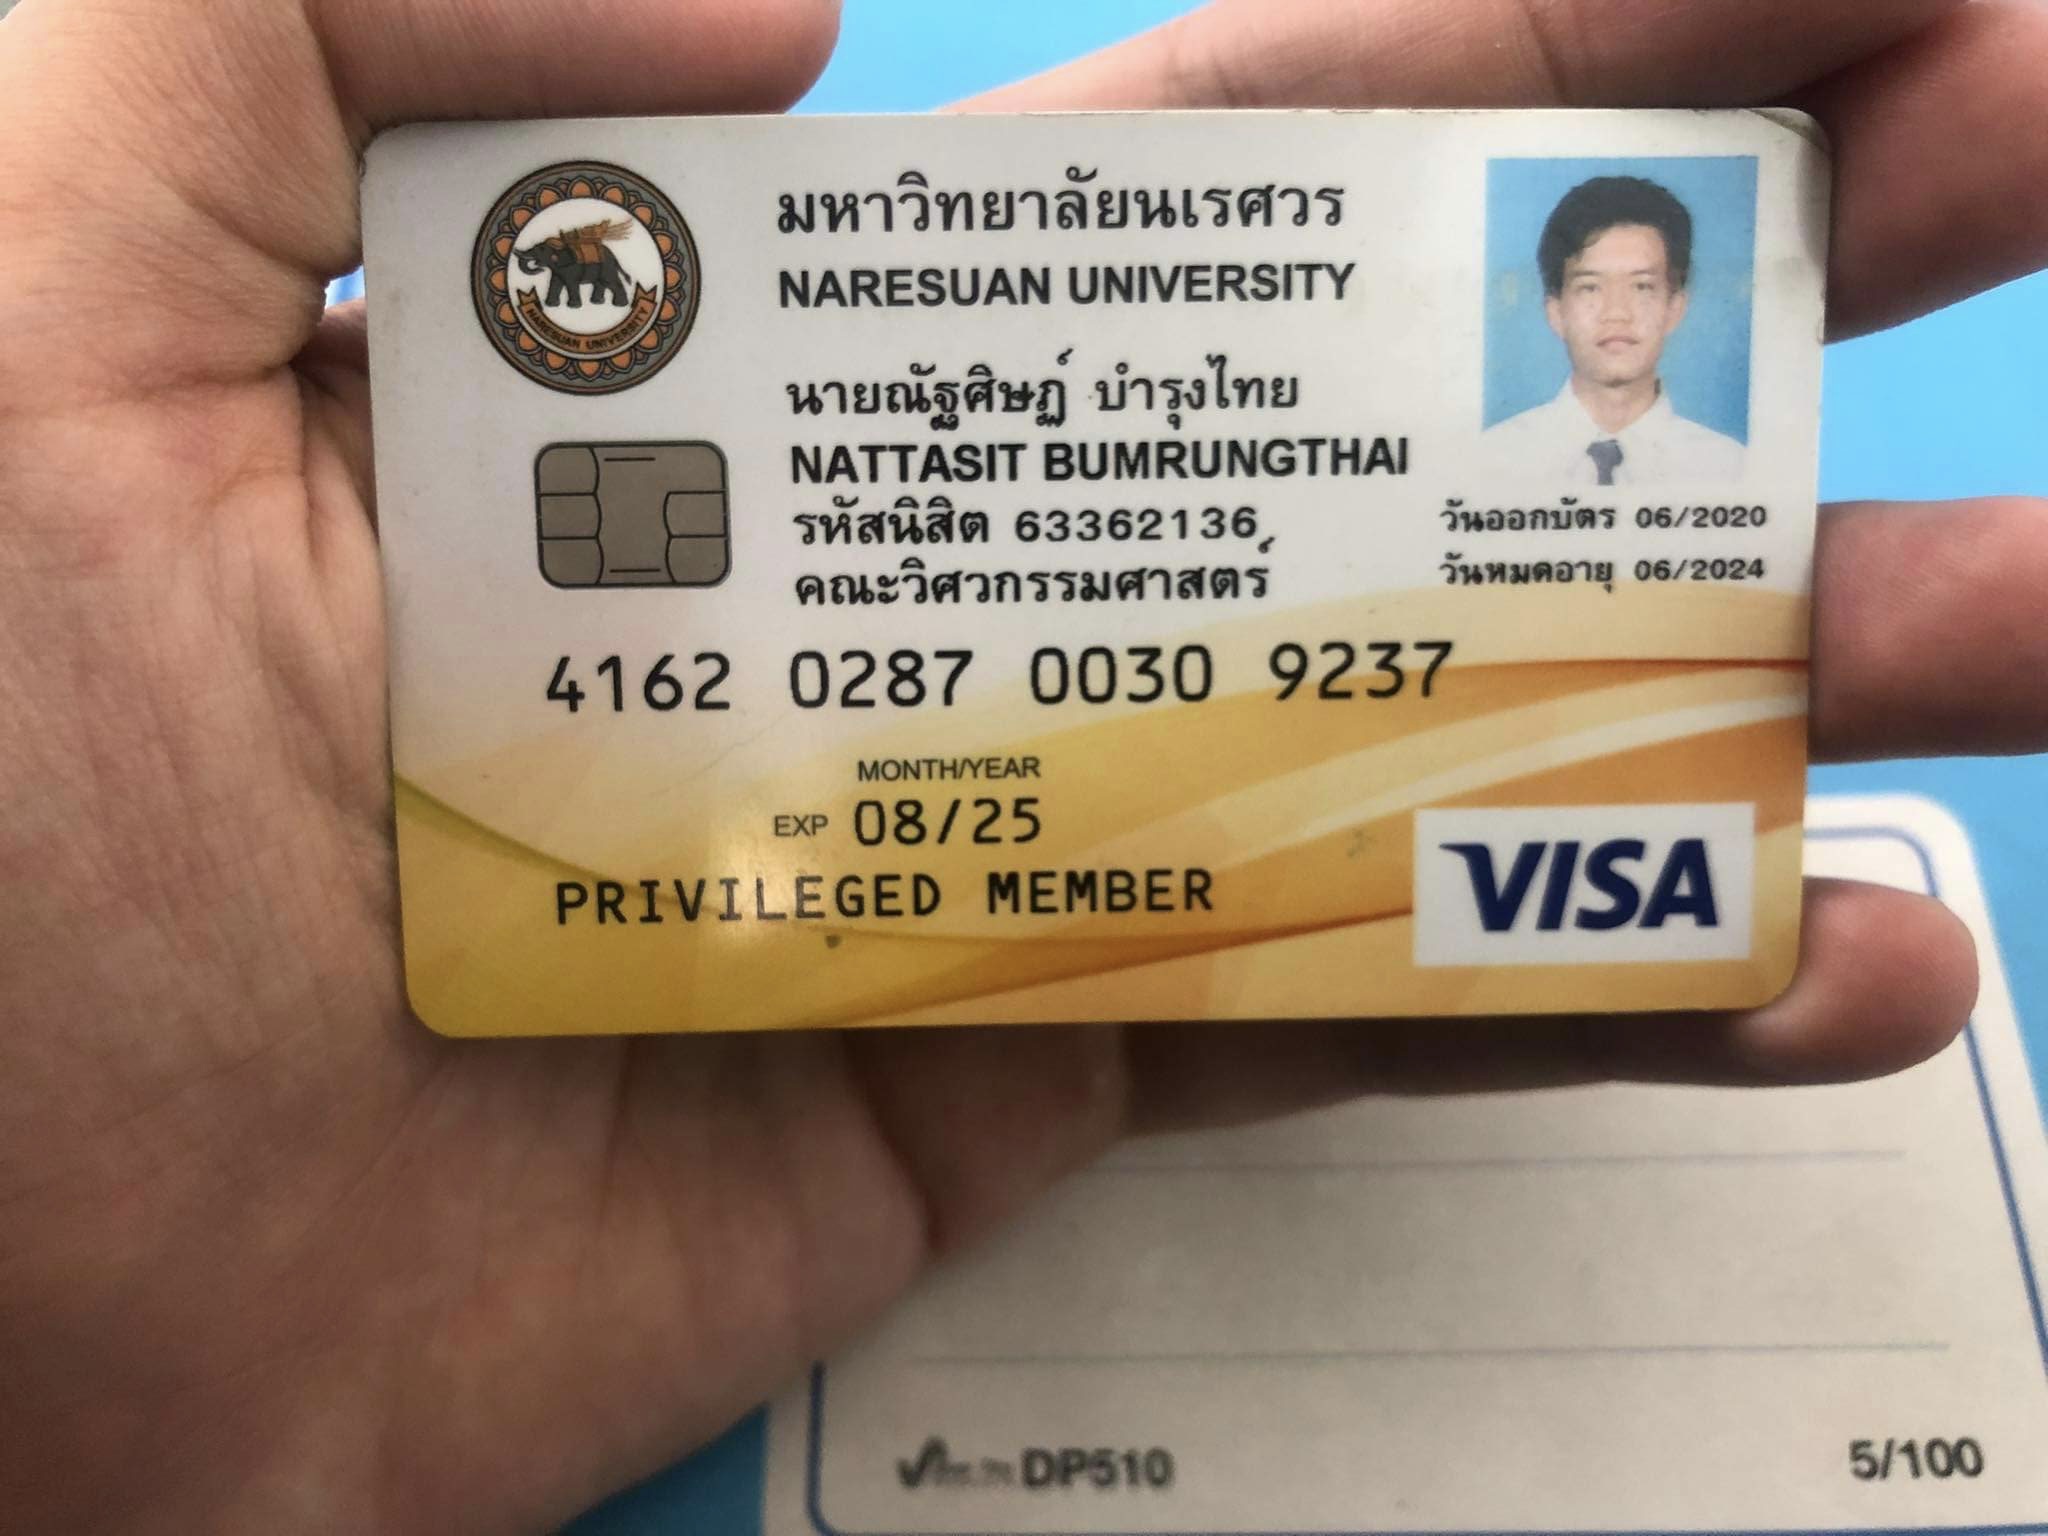 มหาวิทยาลัยนเรศวร
NARESUAN UNIVERSITY
NARESUAN UNIVERSITY
นายณัฐศิษฏ์ บำรุงไทย
NATTASIT BUMRUNGTHAI
รหัสนิสิต 63362136
คณะวิศวกรรมศาสตร์
วันออกบัตร 06/2020
วันหมดอายุ 06/2024
4162 0287 0030 9237
MONTH/YEAR
EXP 08/25
PRIVILEGED MEMBER
VISA
DP510
5/100